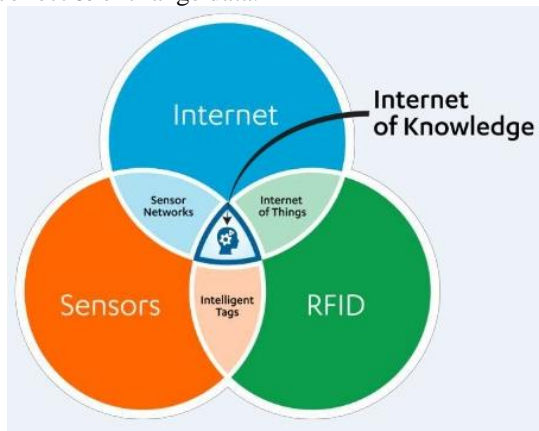 Internet
Internet
of Knowledge
Sensor
Networks
Internet
of Things
Sensors
Intelligent
Tags
RFID